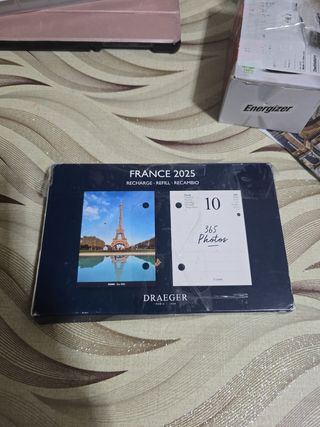 Energizer
FRANCE 2025
RECHARGE - REFILL - RECAMBIO
10
365
Photos
DRAEGER